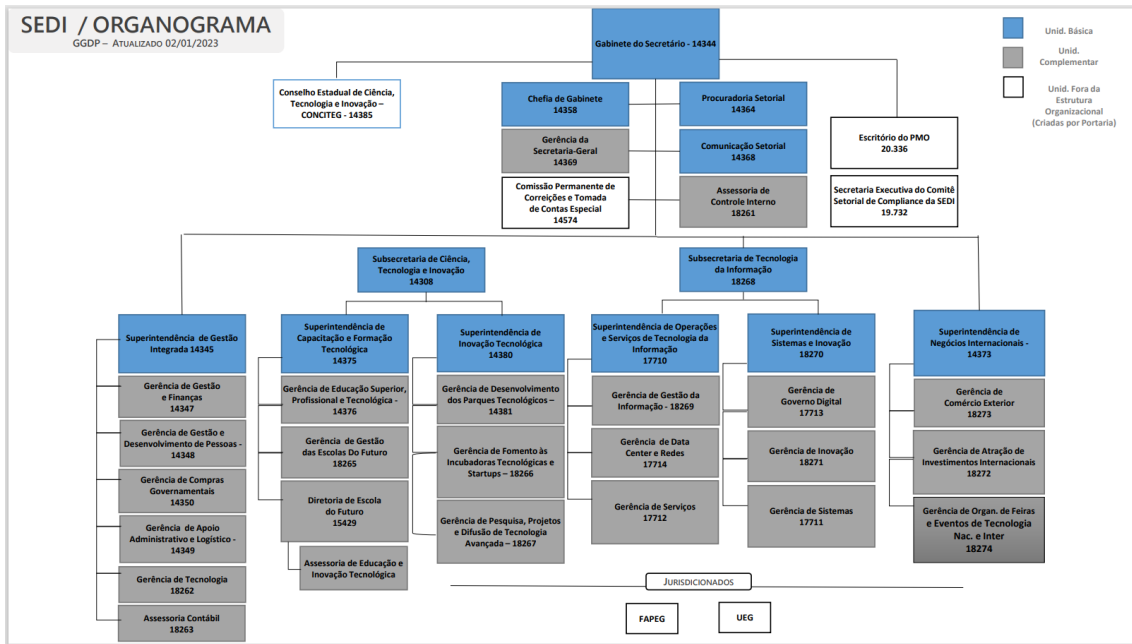 SEDI / ORGANOGRAMA
GGDP – ATUALIZADO 02/01/2023
Gabinete do Secretário - 14344
Unid. Básica
Unid.
Complementar
Unid. Fora da
Estrutura
Organizacional
(Criadas por Portaria)
Conselho Estadual de Ciência,
Tecnologia e Inovação –
CONCITEG - 14385
Chefia de Gabinete
14358
Procuradoria Setorial
14364
Gerência da
Secretaria-Geral
14369
Comunicação Setorial
14368
Comissão Permanente de
Correições e Tomada
de Contas Especial
14574
Assessoria de
Controle Interno
18261
Escritório do PMO
20.336
Secretaria Executiva do Comitê
Setorial de Compliance da SEDI
19.732
Subsecretaria de Ciência,
Tecnologia e Inovação
14308
Subsecretaria de Tecnologia
da Informação
18268
Superintendência de Gestão
Integrada 14345
Gerência de Gestão
e Finanças
14347
Gerência de Gestão e
Desenvolvimento de Pessoas -
14348
Gerência de Compras
Governamentais
14350
Gerência de Apoio
Administrativo e Logístico -
14349
Gerência de Tecnologia
18262
Assessoria Contábil
18263
Superintendência de
Capacitação e Formação
Tecnológica
14375
Gerência de Educação Superior,
Profissional e Tecnológica -
14376
Gerência de Gestão
das Escolas Do Futuro
18265
Diretoria de Escola
do Futuro
15429
Assessoria de Educação e
Inovação Tecnológica
Superintendência de
Inovação Tecnológica
14380
Gerência de Desenvolvimento
dos Parques Tecnológicos –
14381
Gerência de Fomento às
Incubadoras Tecnológicas e
Startups – 18266
Gerência de Pesquisa, Projetos
e Difusão de Tecnologia
Avançada – 18267
Superintendência de Operações
e Serviços de Tecnologia da
Informação
17710
Gerência de Gestão da
Informação - 18269
Gerência de Data
Center e Redes
17714
Gerência de Serviços
17712
Superintendência de
Sistemas e Inovação
18270
Gerência de
Governo Digital
17713
Gerência de Inovação
18271
Gerência de Sistemas
17711
Superintendência de
Negócios Internacionais -
14373
Gerência de
Comércio Exterior
18273
Gerência de Atração de
Investimentos Internacionais
18272
Gerência de Organ. de Feiras
e Eventos de Tecnologia
Nac. e Inter
18274
JURISDICIONADOS
FAPEG
UEG